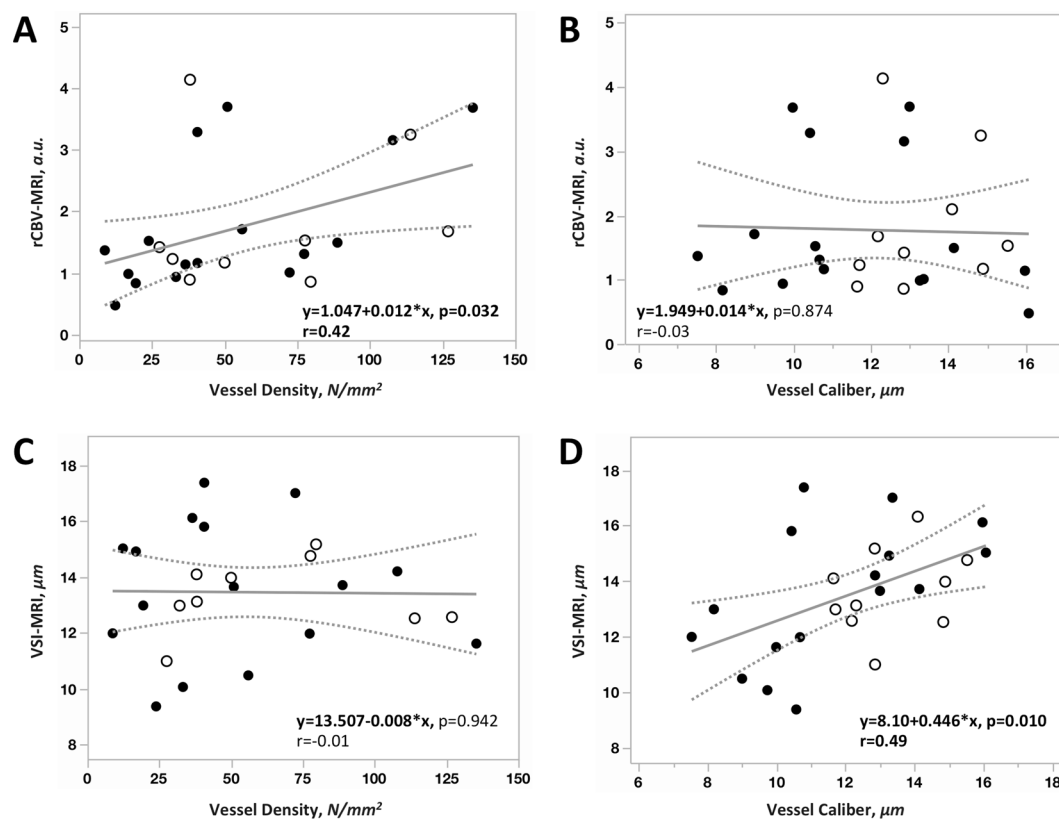 A
5
4
3
2
1
0
rCBV-MRI, a.u.
y=1.047+0.012*x, p=0.032
r=0.42
0 25 50 75 100 125 150
Vessel Density, N/mm²
B
5
4
3
2
1
0
rCBV-MRI, a.u.
y=1.949+0.014*x, p=0.874
r=-0.03
6 8 10 12 14 16
Vessel Caliber, µm
C
18
16
14
12
10
8
VSI-MRI, µm
y=13.507-0.008*x, p=0.942
r=-0.01
0 25 50 75 100 125 150
Vessel Density, N/mm²
D
18
16
14
12
10
8
VSI-MRI, µm
y=8.10+0.446*x, p=0.010
r=0.49
6 8 10 12 14 16 18
Vessel Caliber, µm